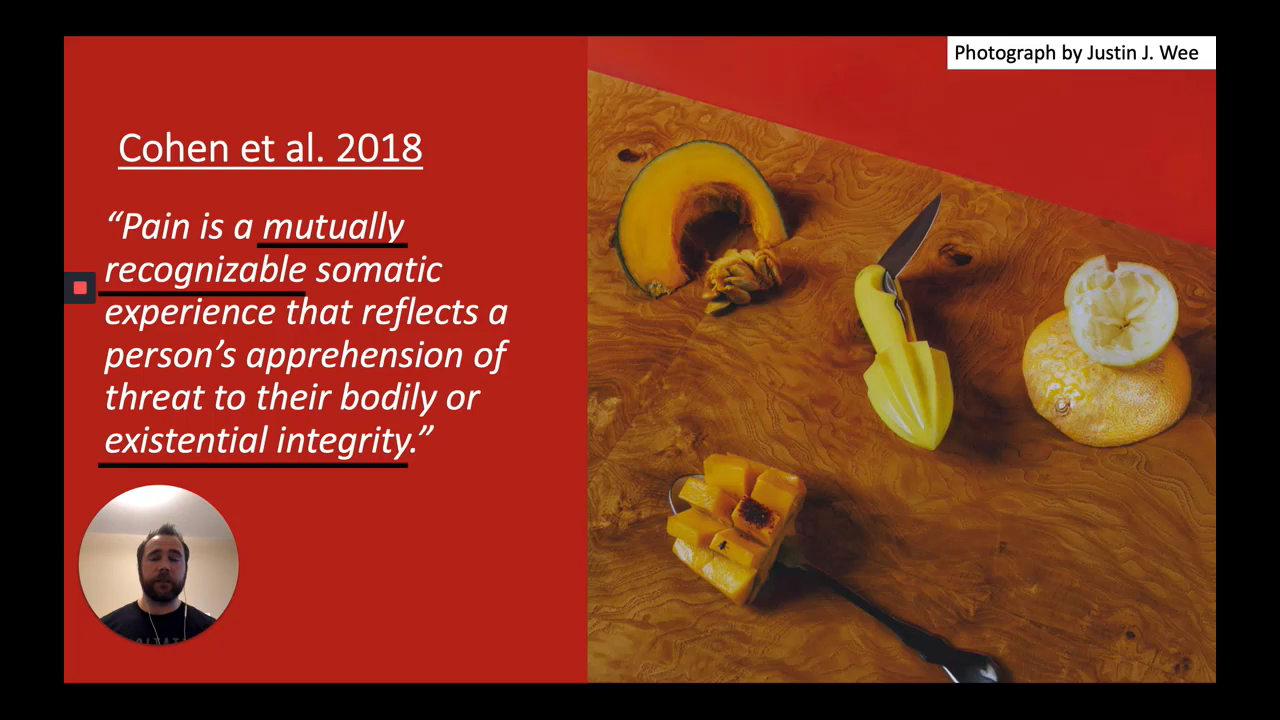 Photograph by Justin J. Wee
Cohen et al. 2018
“Pain is a mutually
recognizable somatic
experience that reflects a
person’s apprehension of
threat to their bodily or
existential integrity.”